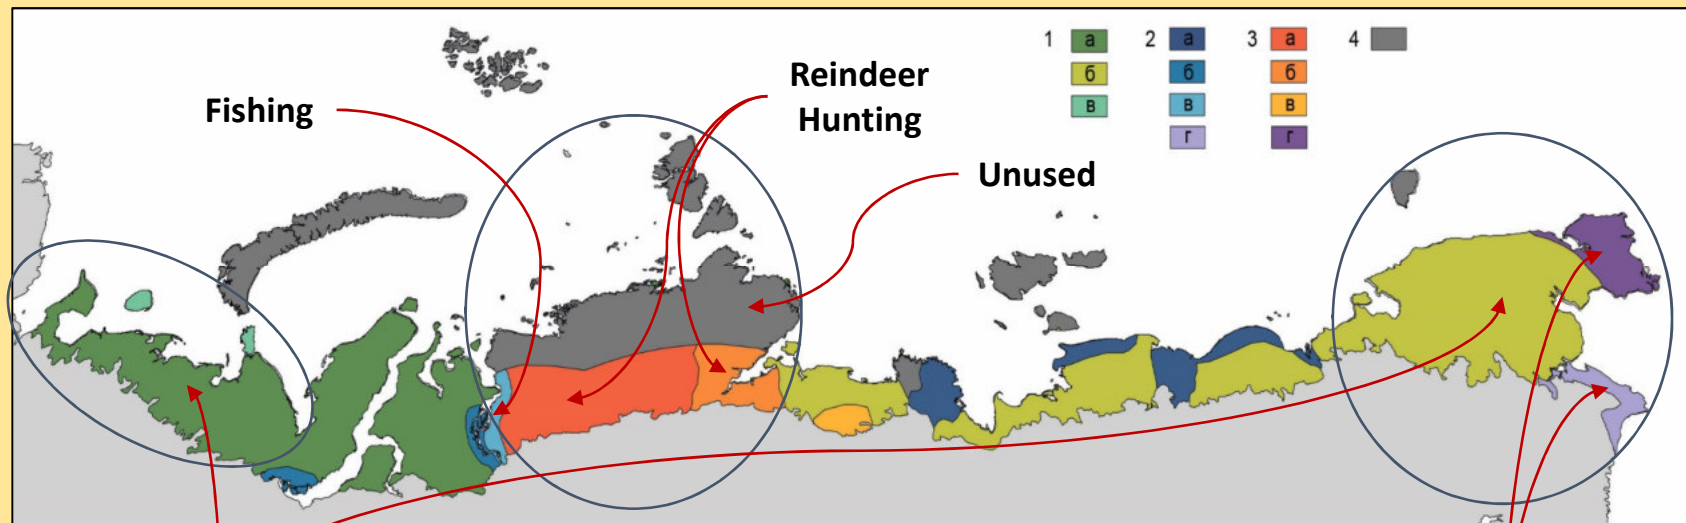 1 а 2 а 3 а 4
б б б
в в в
г г
Reindeer
Hunting
Fishing
Unused